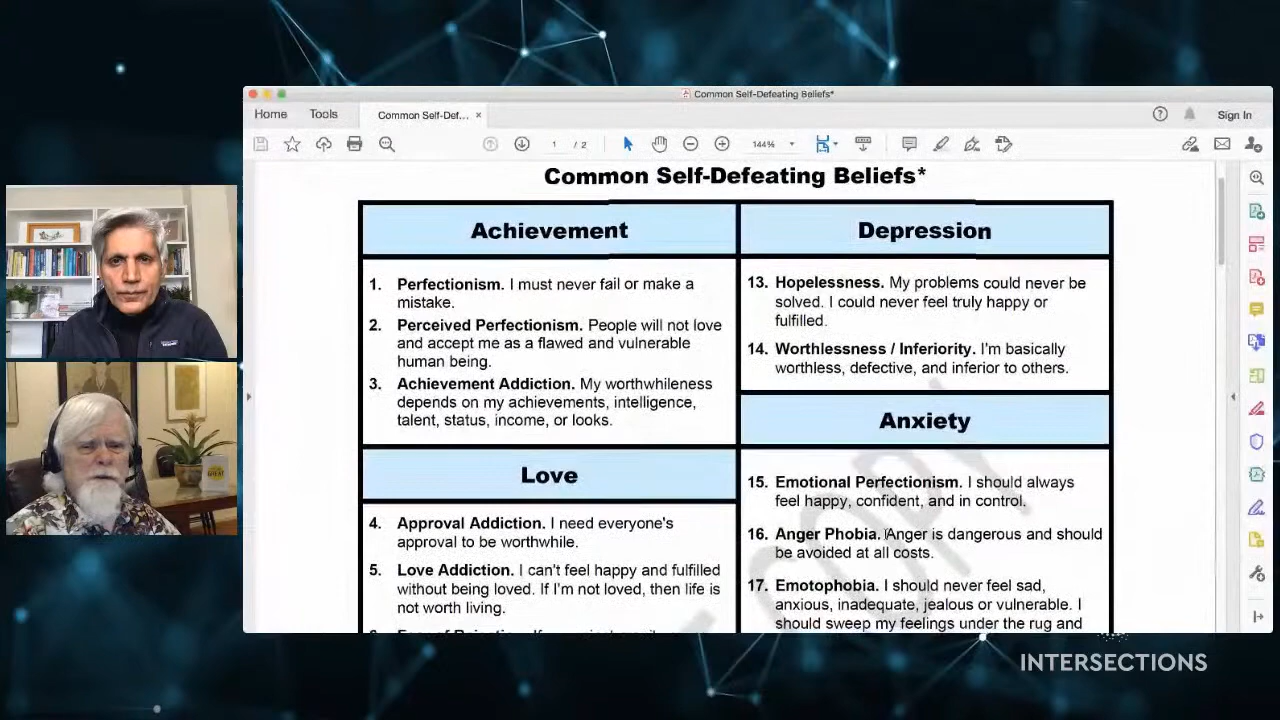 Common Self-Defeating Beliefs*
Home
Tools
Common Self-Def...
Sign In
1
/ 2
144%
Common Self-Defeating Beliefs*
Achievement
1. Perfectionism. I must never fail or make a
mistake.
2. Perceived Perfectionism. People will not love
and accept me as a flawed and vulnerable
human being.
3. Achievement Addiction. My worthwhileness
depends on my achievements, intelligence,
talent, status, income, or looks.
Love
4. Approval Addiction. I need everyone's
approval to be worthwhile.
5. Love Addiction. I can't feel happy and fulfilled
without being loved. If I'm not loved, then life is
not worth living.
Depression
13. Hopelessness. My problems could never be
solved. I could never feel truly happy or
fulfilled.
14. Worthlessness / Inferiority. I'm basically
worthless, defective, and inferior to others.
Anxiety
15. Emotional Perfectionism. I should always
feel happy, confident, and in control.
16. Anger Phobia. Anger is dangerous and should
be avoided at all costs.
17. Emotophobia. I should never feel sad,
anxious, inadequate, jealous or vulnerable. I
should sweep my feelings under the rug and
INTERSECTIONS